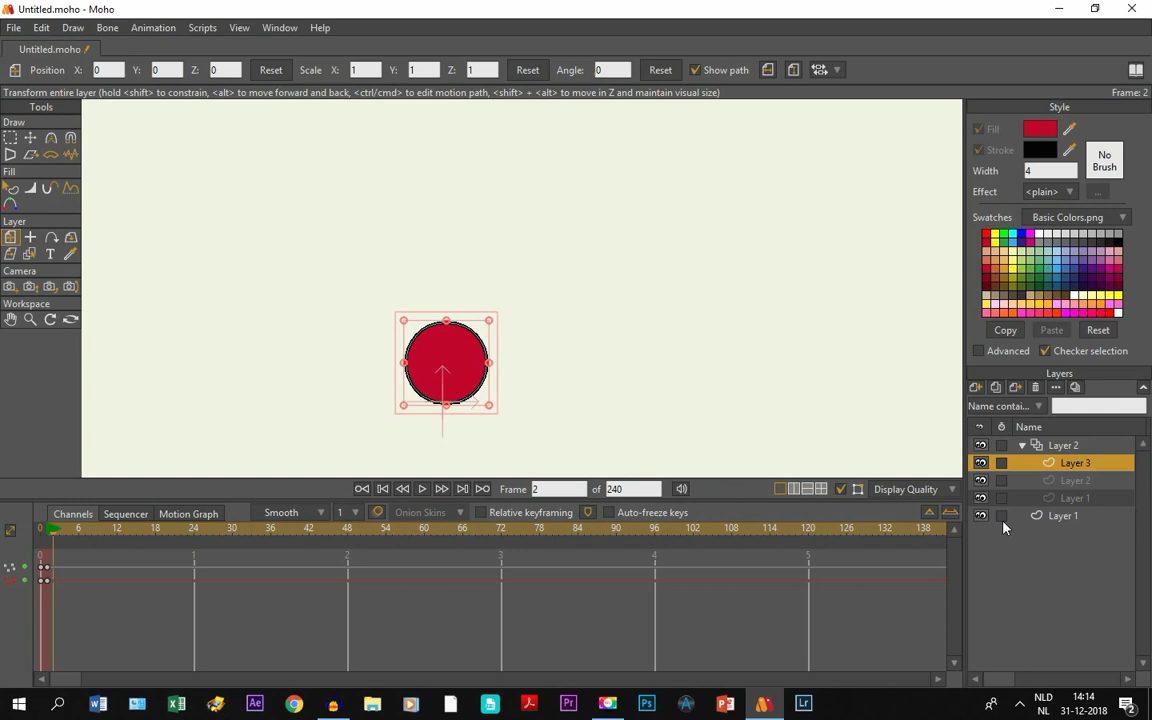 Untitled.moho - Moho
File Edit Draw Bone Animation Scripts View Window Help
Untitled.moho
Position X: 0 Y: 0 Z: 0 Reset Scale X: 1 Y: 1 Z: 1 Reset Angle: 0 Reset Show path
Transform entire layer (hold <shift> to constrain, <alt> to move forward and back, <ctrl/cmd> to edit motion path, <shift> + <alt> to move in Z and maintain visual size) Frame: 2
Tools
Draw
Fill
Layer
Camera
Workspace
Style
Fill
Stroke
No Brush
Width 4
Effect <plain> ...
Swatches Basic Colors.png
Copy Paste Reset
Advanced Checker selection
Layers
Name contai...
Name
Layer 2
Layer 3
Layer 2
Layer 1
Layer 1
Frame 2 of 240 Display Quality
Channels Sequencer Motion Graph Smooth 1 Onion Skins Relative keyframing Auto-freeze keys
0 6 12 18 24 30 36 42 48 54 60 66 72 78 84 90 96 102 108 114 120 126 132 138
0 1 2 3 4 5
NLD 14:14
NL 31-12-2018 2